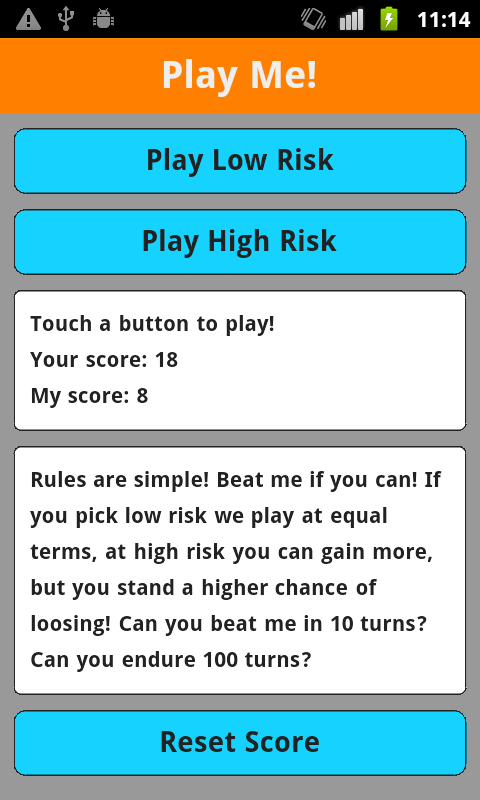 11:14
Play Me!
Play Low Risk
Play High Risk
Touch a button to play!
Your score: 18
My score: 8
Rules are simple! Beat me if you can! If
you pick low risk we play at equal
terms, at high risk you can gain more,
but you stand a higher chance of
loosing! Can you beat me in 10 turns?
Can you endure 100 turns?
Reset Score